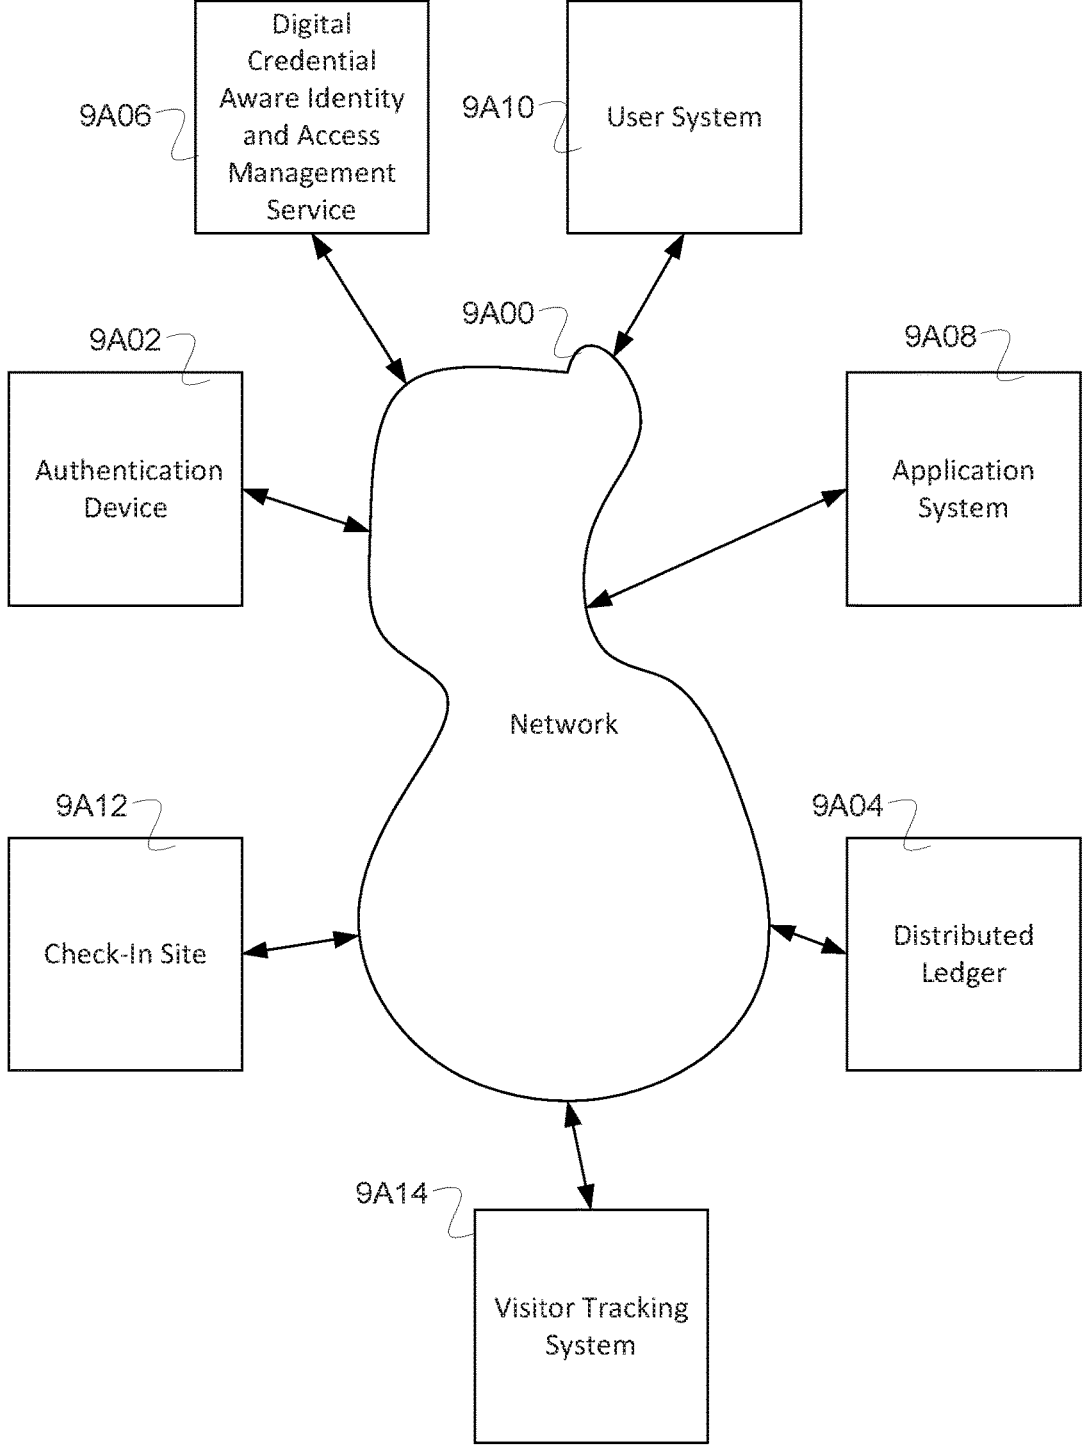 Digital
Credential
Aware Identity
and Access
Management
Service
9A06
9A10
User System
9A00
9A02
Authentication
Device
9A08
Application
System
Network
9A12
Check-In Site
9A04
Distributed
Ledger
9A14
Visitor Tracking
System